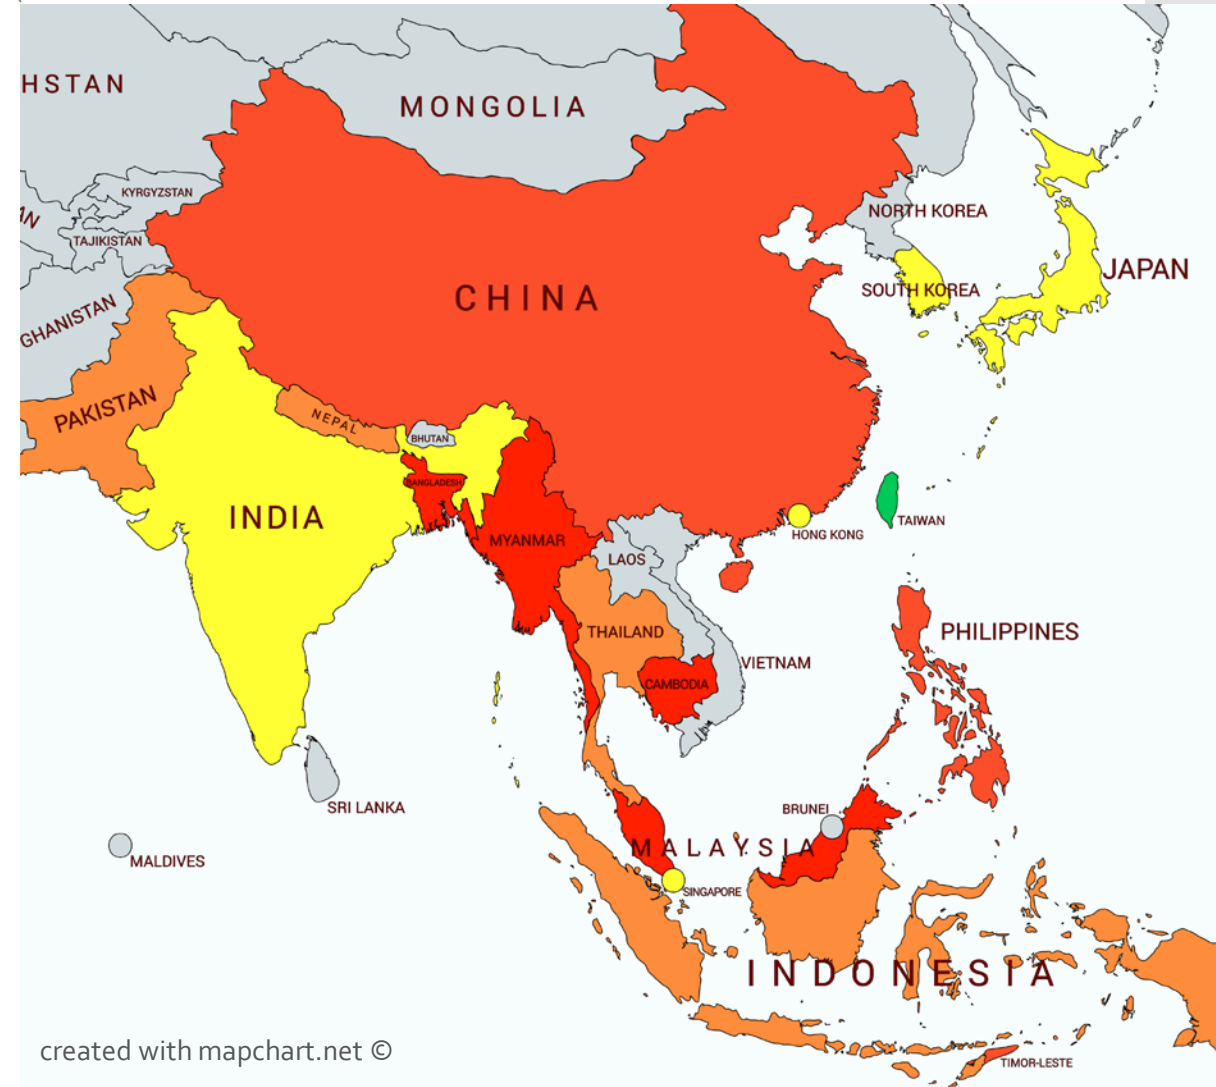 HSTAN
MONGOLIA
KYRGYZSTAN
AN
TAJIKISTAN
NORTH KOREA
JAPAN
SOUTH KOREA
CHINA
GHANISTAN
PAKISTAN
NEPAL
BHUTAN
BANGLADESH
INDIA
TAIWAN
HONG KONG
MYANMAR
LAOS
THAILAND
PHILIPPINES
VIETNAM
CAMBODIA
SRI LANKA
BRUNEI
MALAYSIA
MALDIVES
SINGAPORE
INDONESIA
created with mapchart.net ©
TIMOR-LESTE